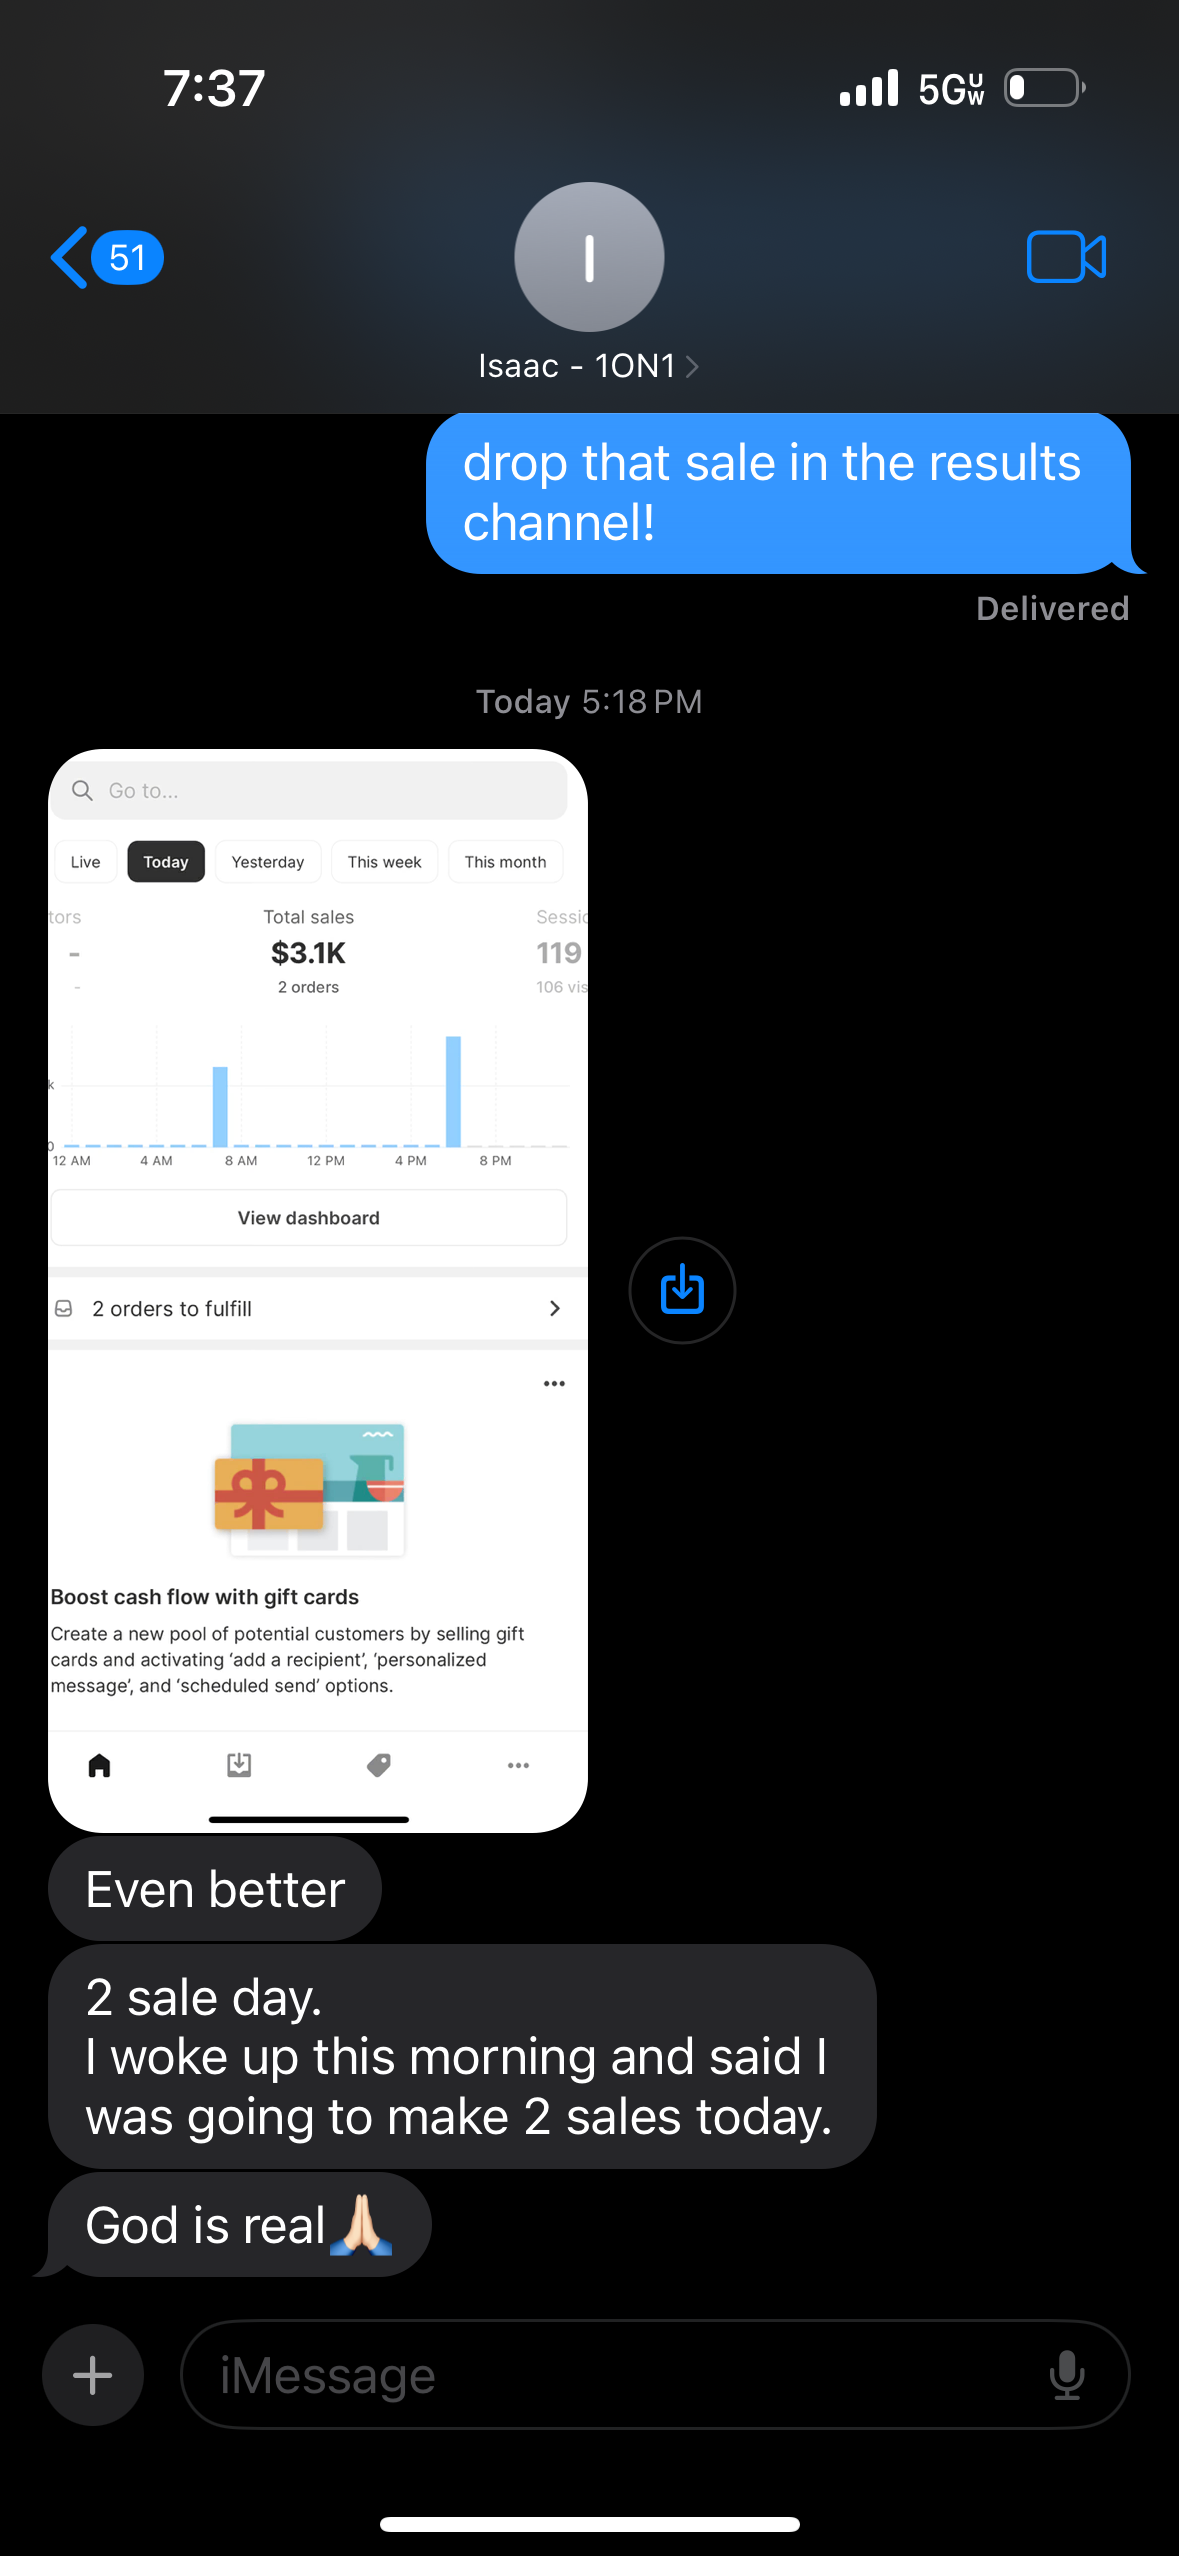 7:37
5G UW
51
I
Isaac - 1ON1
drop that sale in the results
channel!
Delivered
Today 5:18 PM
Go to...
Live Today Yesterday This week This month
tors Total sales Sessio
- $3.1K 119
- 2 orders 106 vis
k
0
12 AM 4 AM 8 AM 12 PM 4 PM 8 PM
View dashboard
2 orders to fulfill
Boost cash flow with gift cards
Create a new pool of potential customers by selling gift
cards and activating ‘add a recipient’, ‘personalized
message’, and ‘scheduled send’ options.
Even better
2 sale day.
I woke up this morning and said I
was going to make 2 sales today.
God is real🙏🏻
iMessage